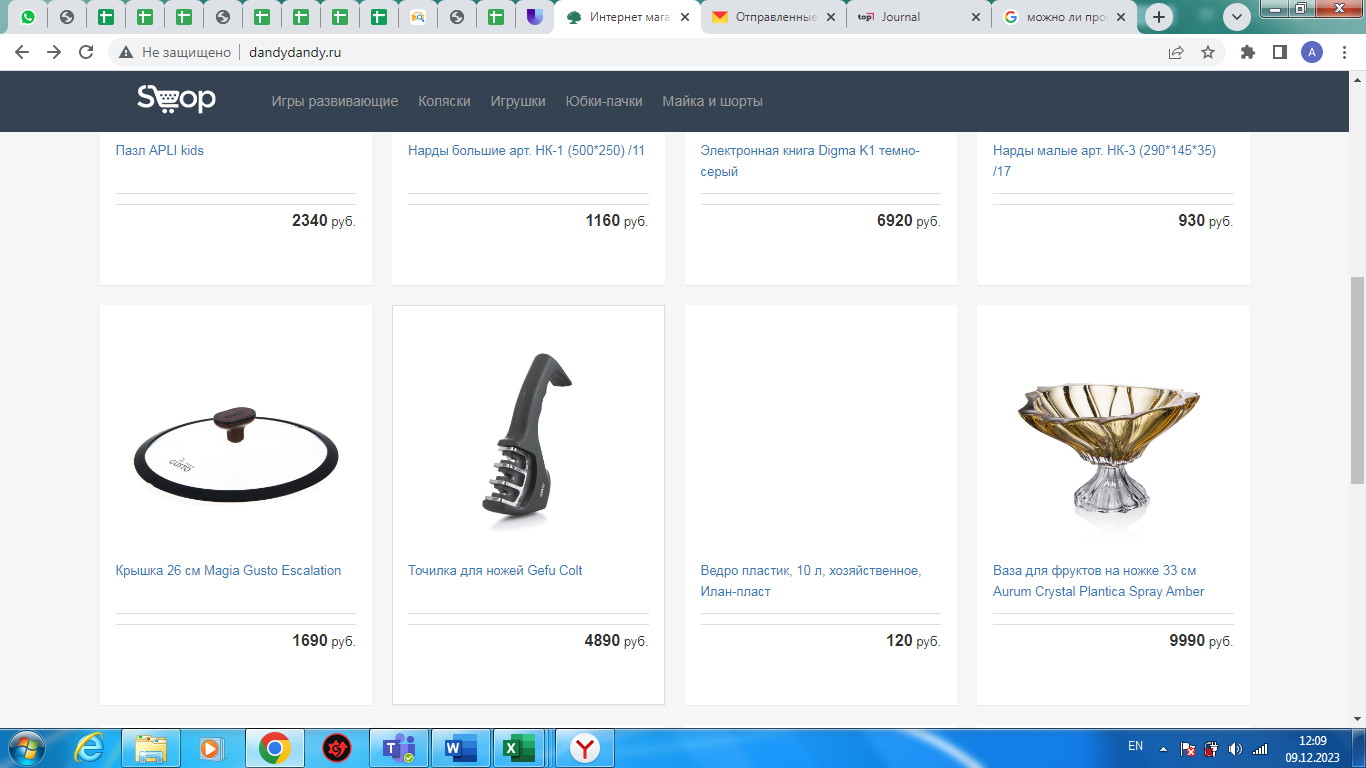 Интернет мага
Отправленные
Journal
можно ли про
Не защищено
dandydandy.ru
A
Shop
Игры развивающие
Коляски
Игрушки
Юбки-пачки
Майка и шорты
Пазл APLI kids
2340 руб.
Нарды большие арт. НК-1 (500*250) /11
1160 руб.
Электронная книга Digma K1 темно-
серый
6920 руб.
Нарды малые арт. НК-3 (290*145*35)
/17
930 руб.
GUSTO
Крышка 26 см Magia Gusto Escalation
1690 руб.
Точилка для ножей Gefu Colt
4890 руб.
Ведро пластик, 10 л, хозяйственное,
Илан-пласт
120 руб.
Ваза для фруктов на ножке 33 см
Aurum Crystal Plantica Spray Amber
9990 руб.
EN
12:09
09.12.2023